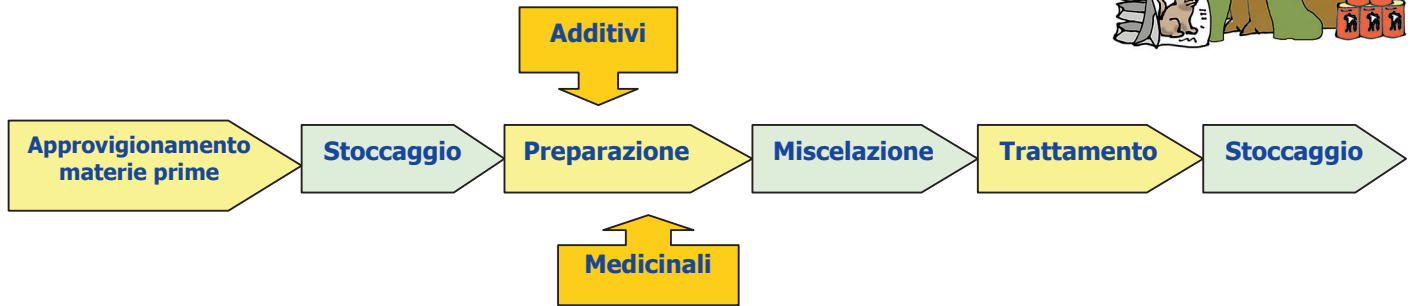 Additivi
Approvigionamento
materie prime
Stoccaggio
Preparazione
Miscelazione
Trattamento
Stoccaggio
Medicinali